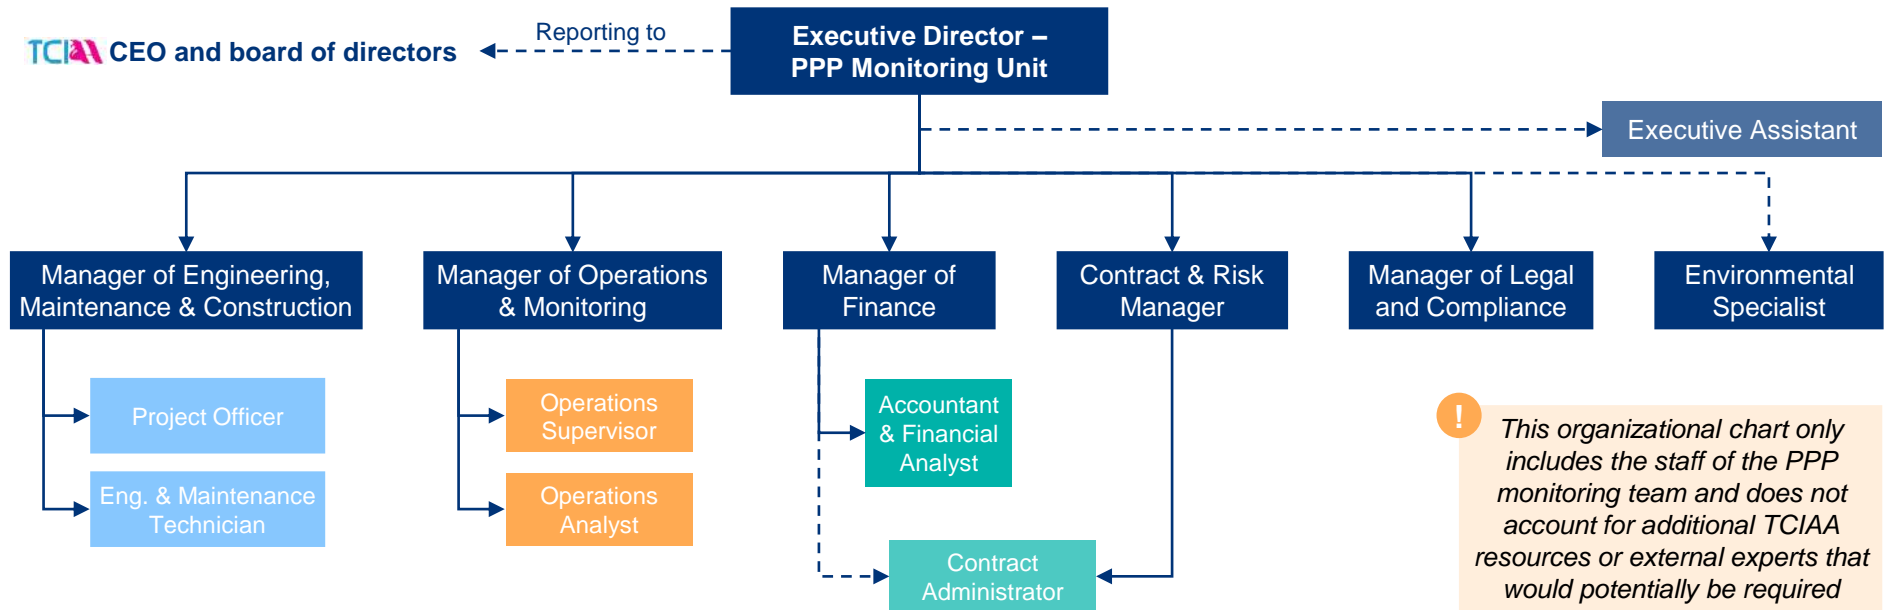 Reporting to
Executive Director –
PPP Monitoring Unit
TCIAA CEO and board of directors
Executive Assistant
Manager of Engineering,
Maintenance & Construction
Manager of Operations
& Monitoring
Manager of
Finance
Contract & Risk
Manager
Manager of Legal
and Compliance
Environmental
Specialist
Project Officer
Eng. & Maintenance
Technician
Operations
Supervisor
Operations
Analyst
Accountant
& Financial
Analyst
Contract
Administrator
!
This organizational chart only
includes the staff of the PPP
monitoring team and does not
account for additional TCIAA
resources or external experts that
would potentially be required